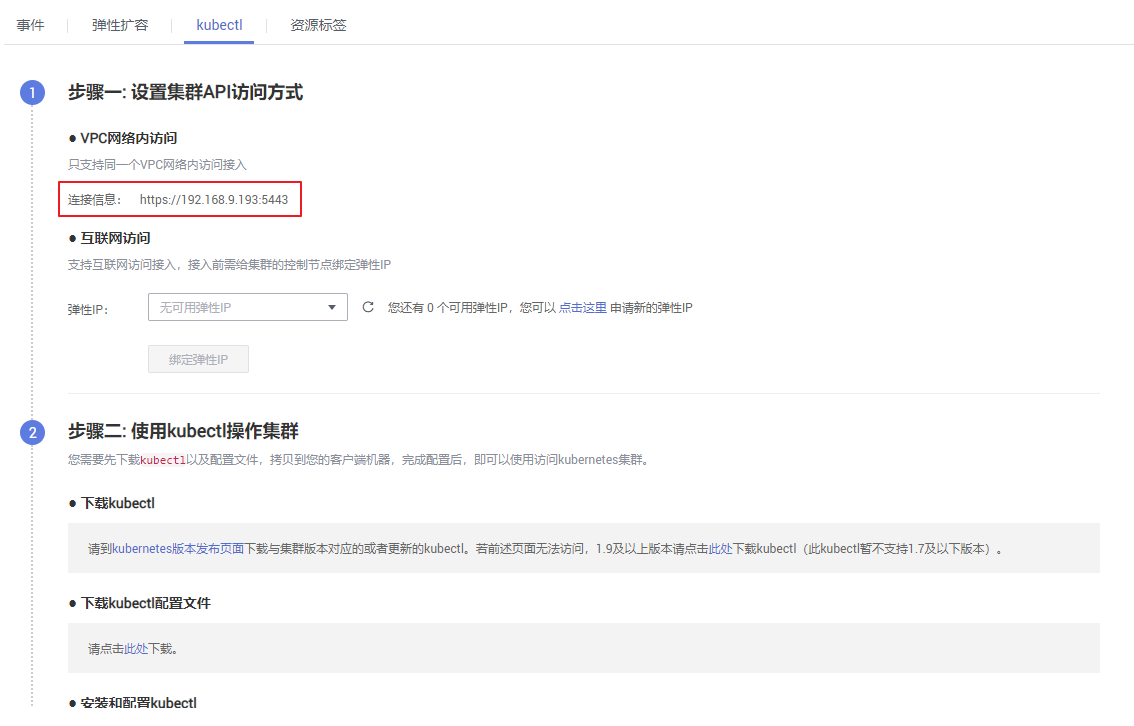 事件 弹性扩容 kubectl 资源标签
1 步骤一: 设置集群API访问方式
● VPC网络内访问
只支持同一个VPC网络内访问接入
连接信息： https://192.168.9.193:5443
● 互联网访问
支持互联网访问接入，接入前需给集群的控制节点绑定弹性IP
弹性IP： 无可用弹性IP 您还有 0 个可用弹性IP，您可以 点击这里 申请新的弹性IP
绑定弹性IP
2 步骤二: 使用kubectl操作集群
您需要先下载kubectl以及配置文件，拷贝到您的客户端机器，完成配置后，即可以使用访问kubernetes集群。
● 下载kubectl
请到kubernetes版本发布页面下载与集群版本对应的或者更新的kubectl。若前述页面无法访问，1.9及以上版本请点击此处下载kubectl（此kubectl暂不支持1.7及以下版本）。
● 下载kubectl配置文件
请点击此处下载。
● 安装和配置kubectl